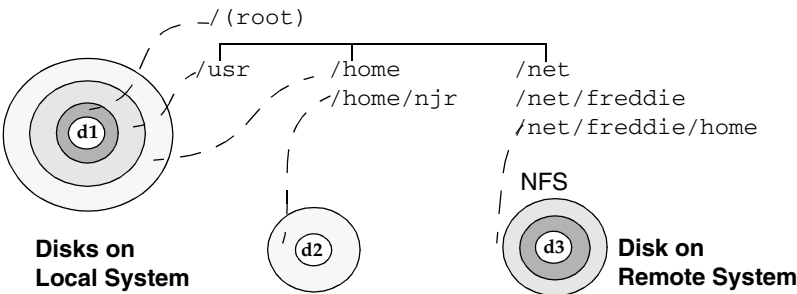 /(root)
/usr /home /net
/home/njr /net/freddie
/net/freddie/home
d1
NFS
d2
d3
Disks on
Local System
Disk on
Remote System